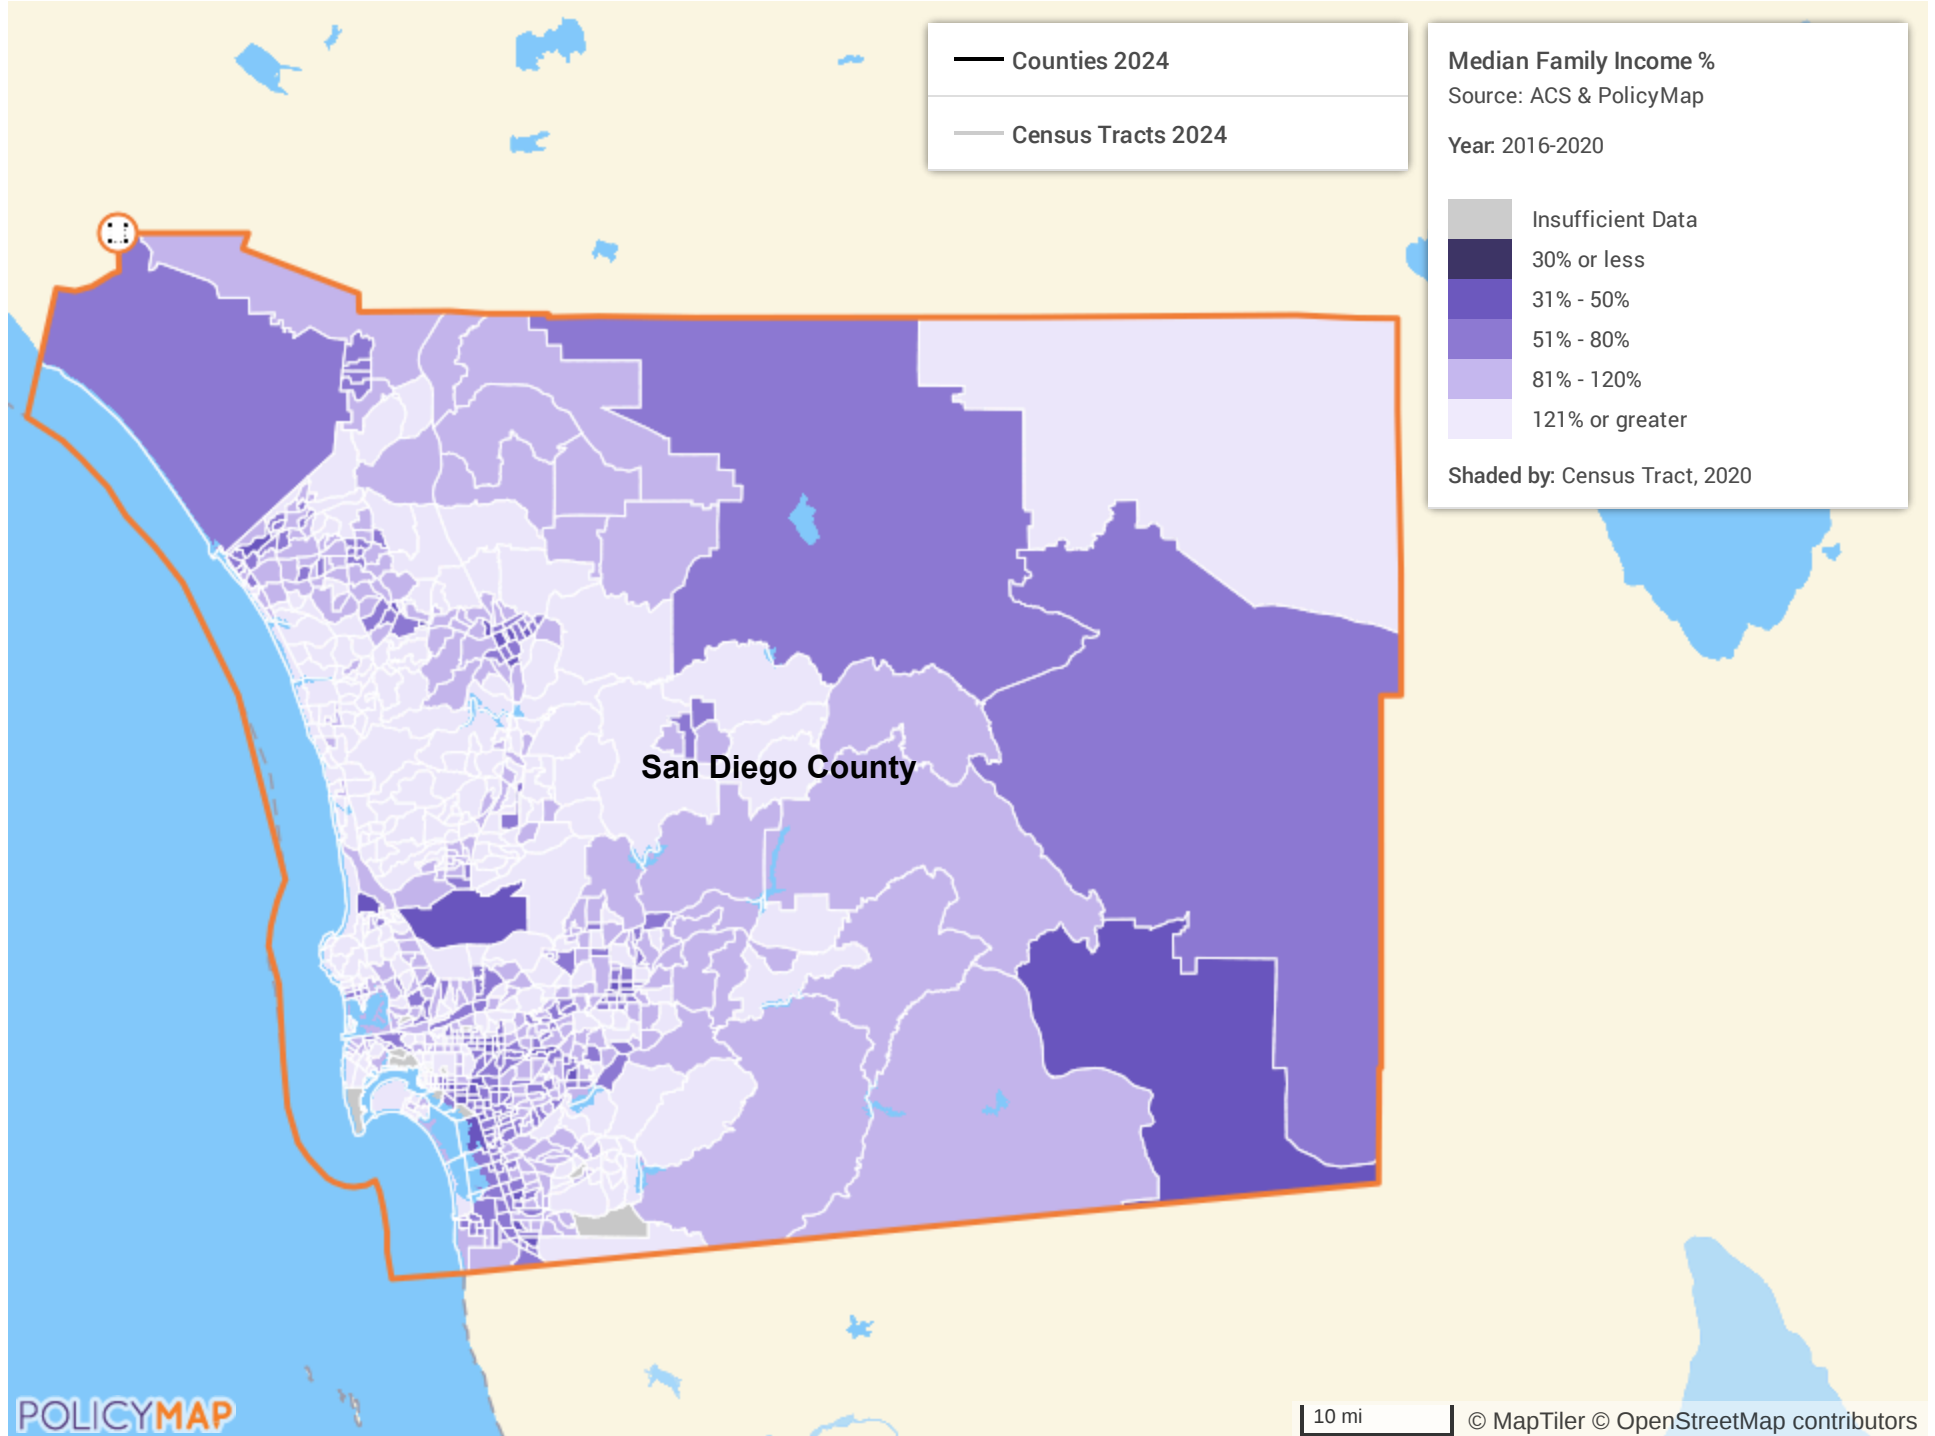 Counties 2024
Census Tracts 2024
Median Family Income %
Source: ACS & PolicyMap
Year: 2016-2020
Insufficient Data
30% or less
31% - 50%
51% - 80%
81% - 120%
121% or greater
Shaded by: Census Tract, 2020
San Diego County
POLICYMAP
10 mi
© MapTiler © OpenStreetMap contributors